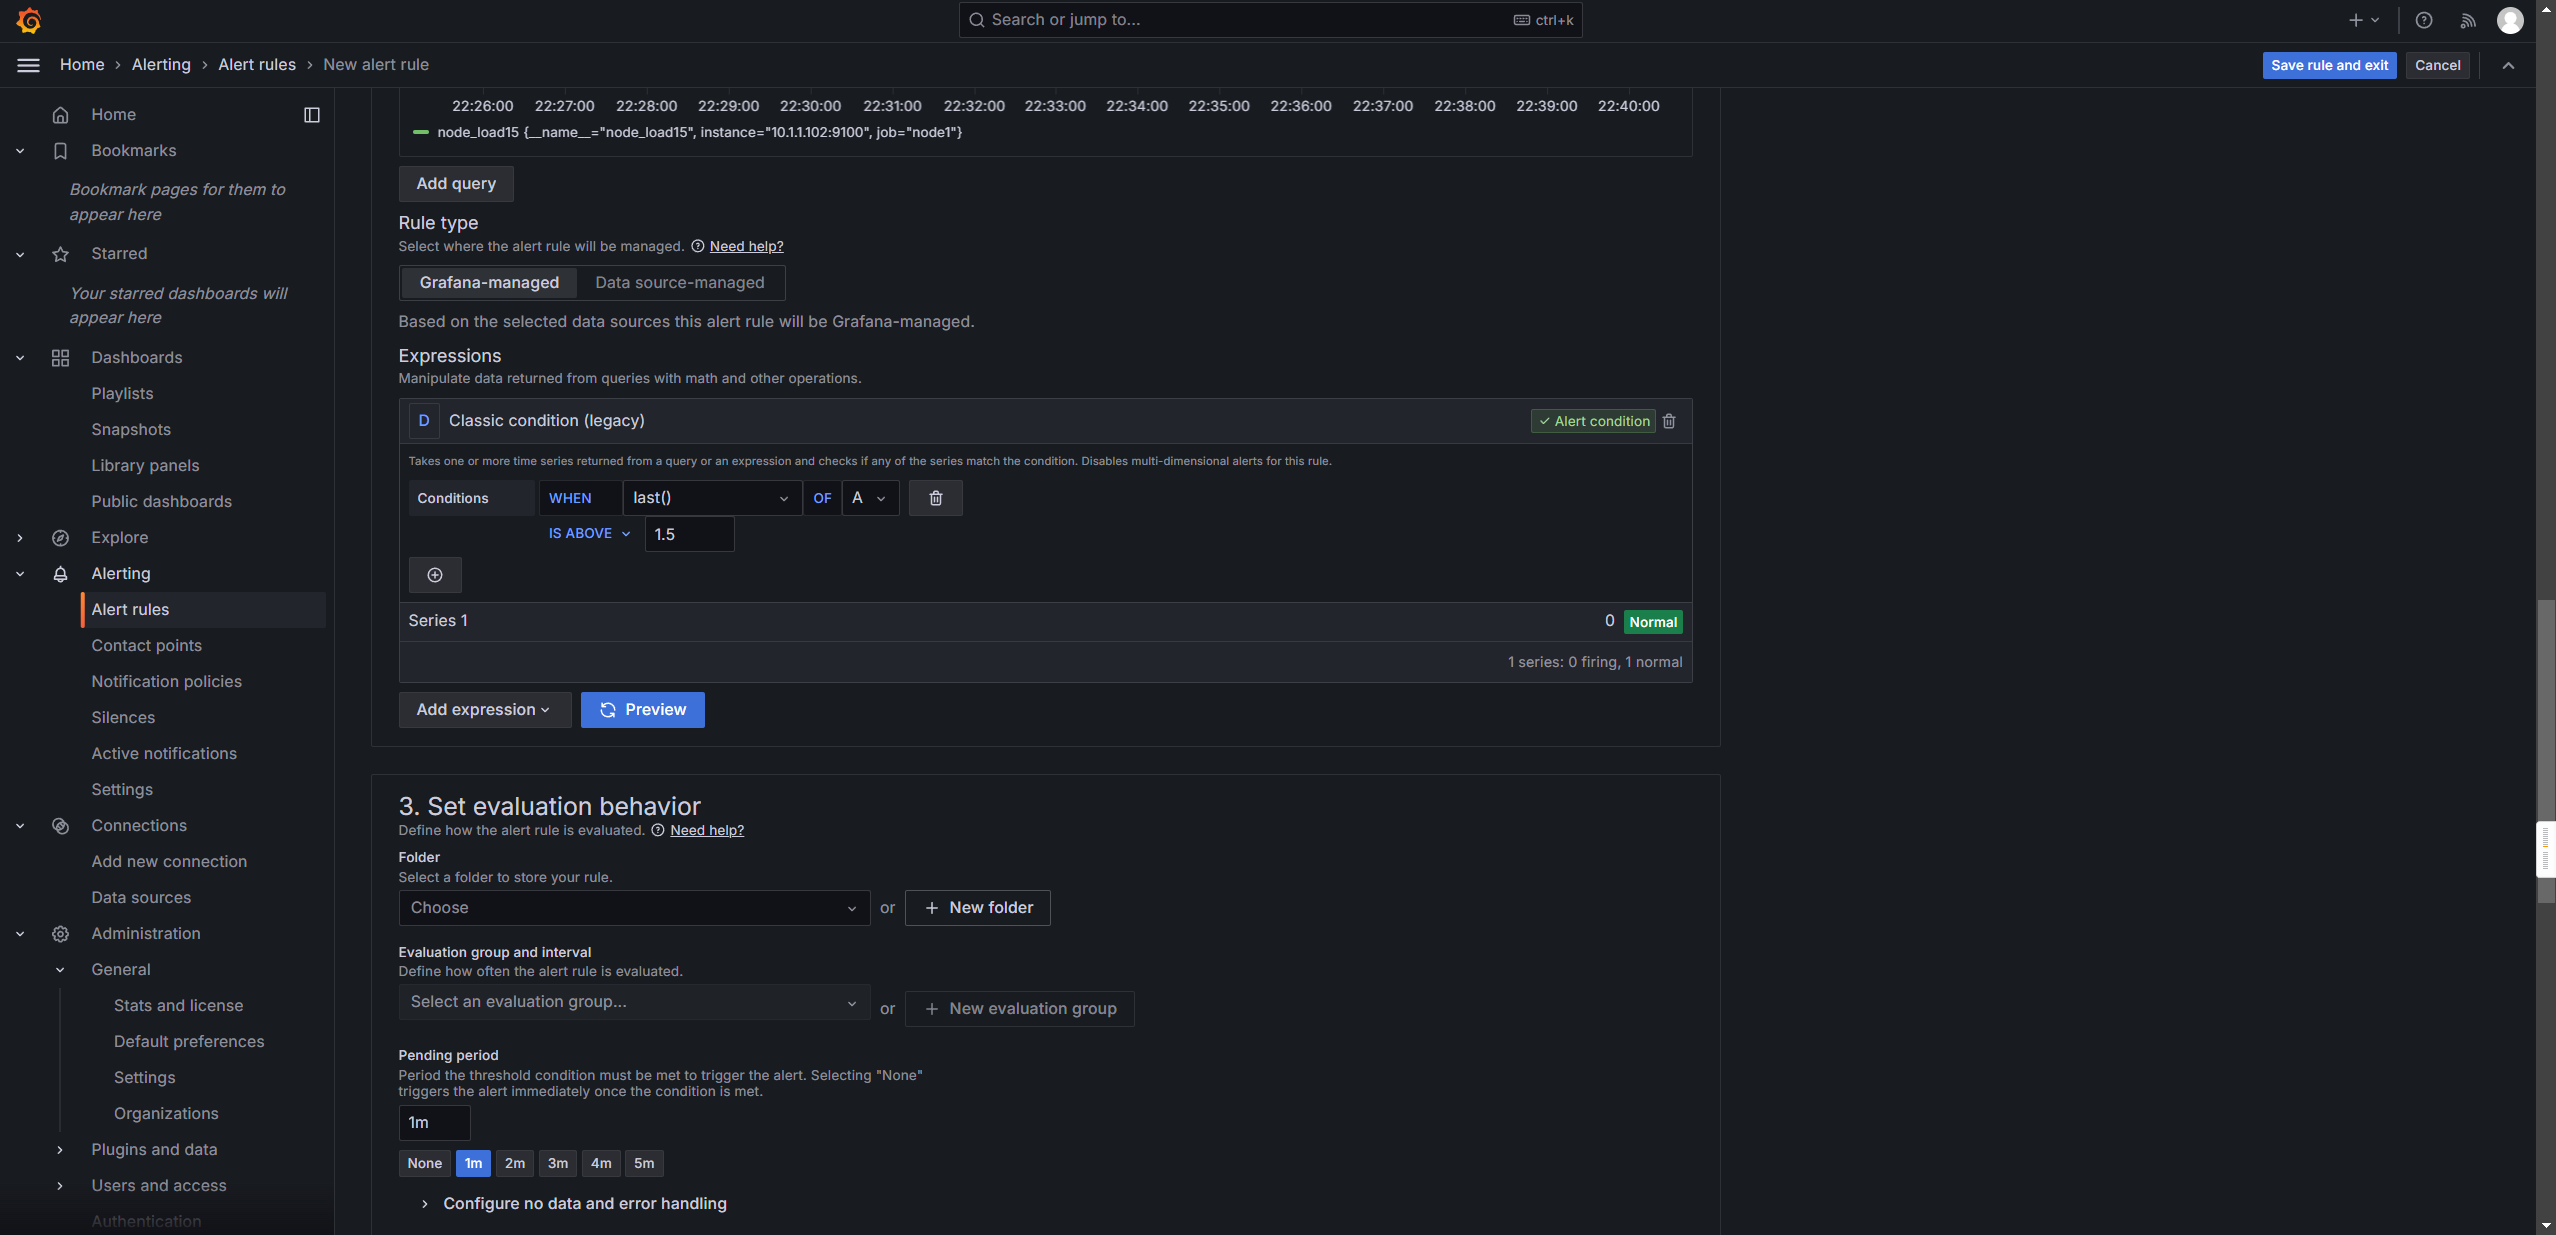 Search or jump to...
ctrl+k
Home › Alerting › Alert rules › New alert rule
Save rule and exit
Cancel
Home
Bookmarks
Bookmark pages for them to
appear here
Starred
Your starred dashboards will
appear here
Dashboards
Playlists
Snapshots
Library panels
Public dashboards
Explore
Alerting
Alert rules
Contact points
Notification policies
Silences
Active notifications
Settings
Connections
Add new connection
Data sources
Administration
General
Stats and license
Default preferences
Settings
Organizations
Plugins and data
Users and access
Authentication
22:26:00 22:27:00 22:28:00 22:29:00 22:30:00 22:31:00 22:32:00 22:33:00 22:34:00 22:35:00 22:36:00 22:37:00 22:38:00 22:39:00 22:40:00
node_load15 {__name__="node_load15", instance="10.1.1.102:9100", job="node1"}
Add query
Rule type
Select where the alert rule will be managed. Need help?
Grafana-managed Data source-managed
Based on the selected data sources this alert rule will be Grafana-managed.
Expressions
Manipulate data returned from queries with math and other operations.
D Classic condition (legacy) Alert condition
Takes one or more time series returned from a query or an expression and checks if any of the series match the condition. Disables multi-dimensional alerts for this rule.
Conditions WHEN last() OF A
IS ABOVE 1.5
Series 1 0 Normal
1 series: 0 firing, 1 normal
Add expression Preview
3. Set evaluation behavior
Define how the alert rule is evaluated. Need help?
Folder
Select a folder to store your rule.
Choose or + New folder
Evaluation group and interval
Define how often the alert rule is evaluated.
Select an evaluation group... or + New evaluation group
Pending period
Period the threshold condition must be met to trigger the alert. Selecting "None"
triggers the alert immediately once the condition is met.
1m
None 1m 2m 3m 4m 5m
Configure no data and error handling